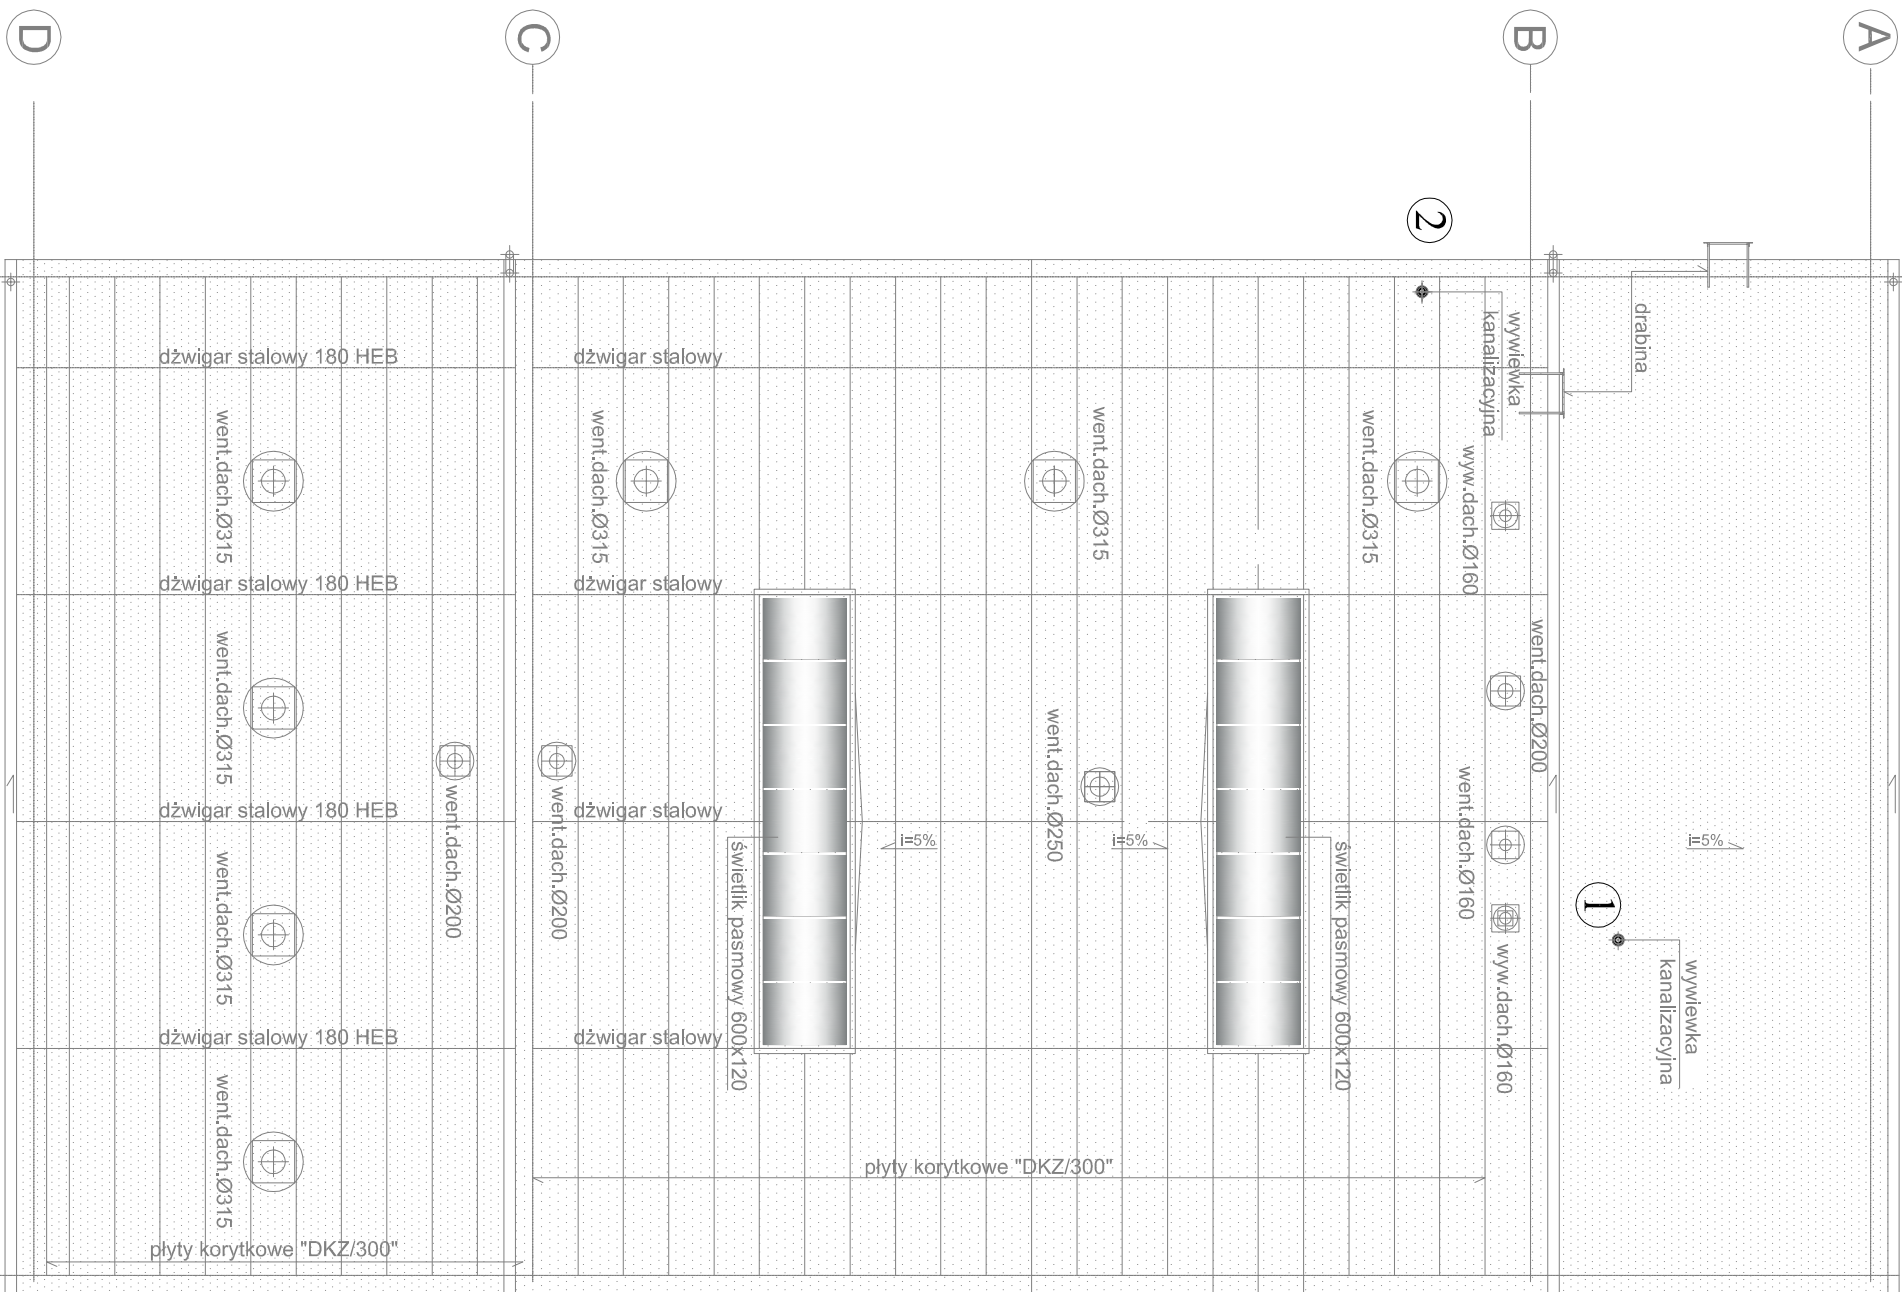 D
C
B
A
2
drabina
wywiewka
kanalizacyjna
dźwigar stalowy 180 HEB
dźwigar stalowy
went.dach.Ø315
went.dach.Ø315
went.dach.Ø315
went.dach.Ø315
wyw.dach.Ø160
dźwigar stalowy 180 HEB
dźwigar stalowy
went.dach.Ø315
went.dach.Ø200
went.dach.Ø250
went.dach.Ø160
went.dach.Ø200
went.dach.Ø200
dźwigar stalowy 180 HEB
dźwigar stalowy
i=5%
i=5%
i=5%
świetlik pasmowy 600x120
świetlik pasmowy 600x120
went.dach.Ø315
1
wyw.dach.Ø160
wywiewka
kanalizacyjna
dźwigar stalowy 180 HEB
dźwigar stalowy
went.dach.Ø315
płyty korytkowe "DKZ/300"
płyty korytkowe "DKZ/300"